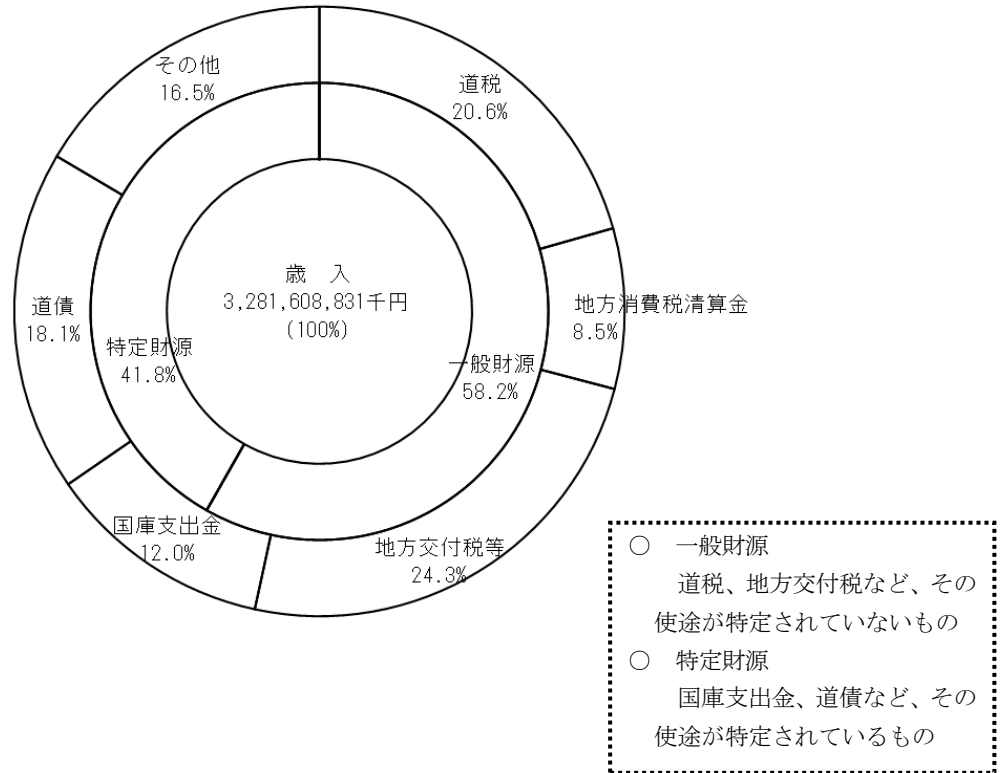 その他
16.5%
道税
20.6%
歳　入
3,281,608,831千円
(100%)
地方消費税清算金
8.5%
道債
18.1%
特定財源
41.8%
一般財源
58.2%
国庫支出金
12.0%
地方交付税等
24.3%
○　一般財源
道税、地方交付税など、その
使途が特定されていないもの
○　特定財源
国庫支出金、道債など、その
使途が特定されているもの